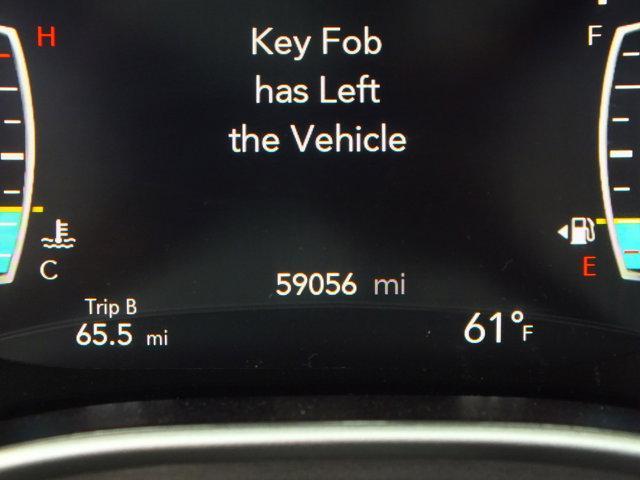 H
F
Key Fob
has Left
the Vehicle
C
E
59056 mi
Trip B
65.5 mi
61°F